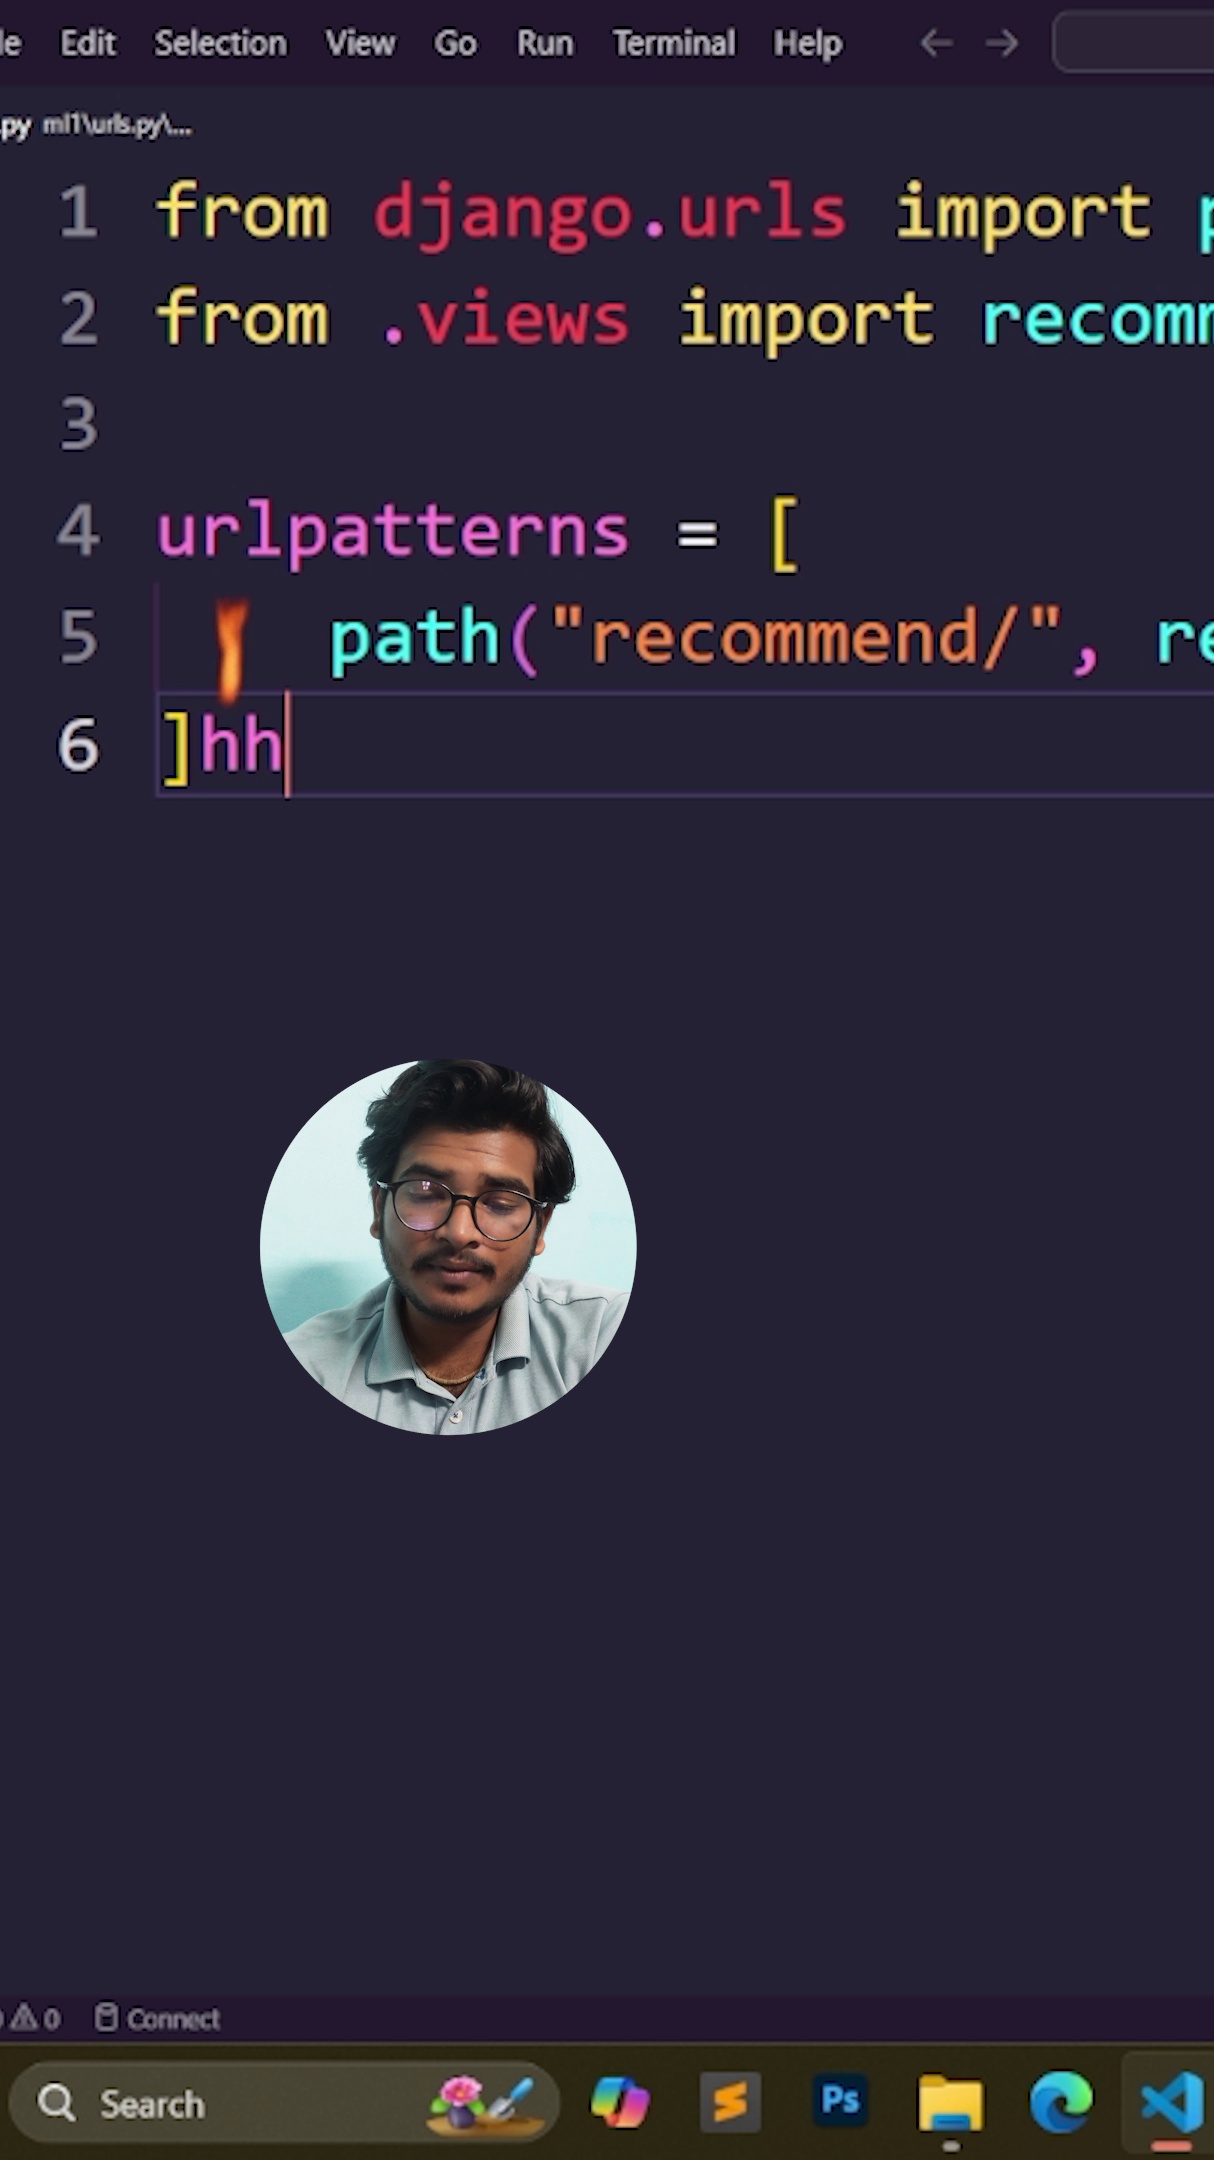 Edit Selection View Go Run Terminal Help
.py ml1\urls.py\...
1 from django.urls import
2 from .views import recomm
3
4 urlpatterns = [
5 path("recommend/", re
6 ]hh
0 Connect
Search
Ps